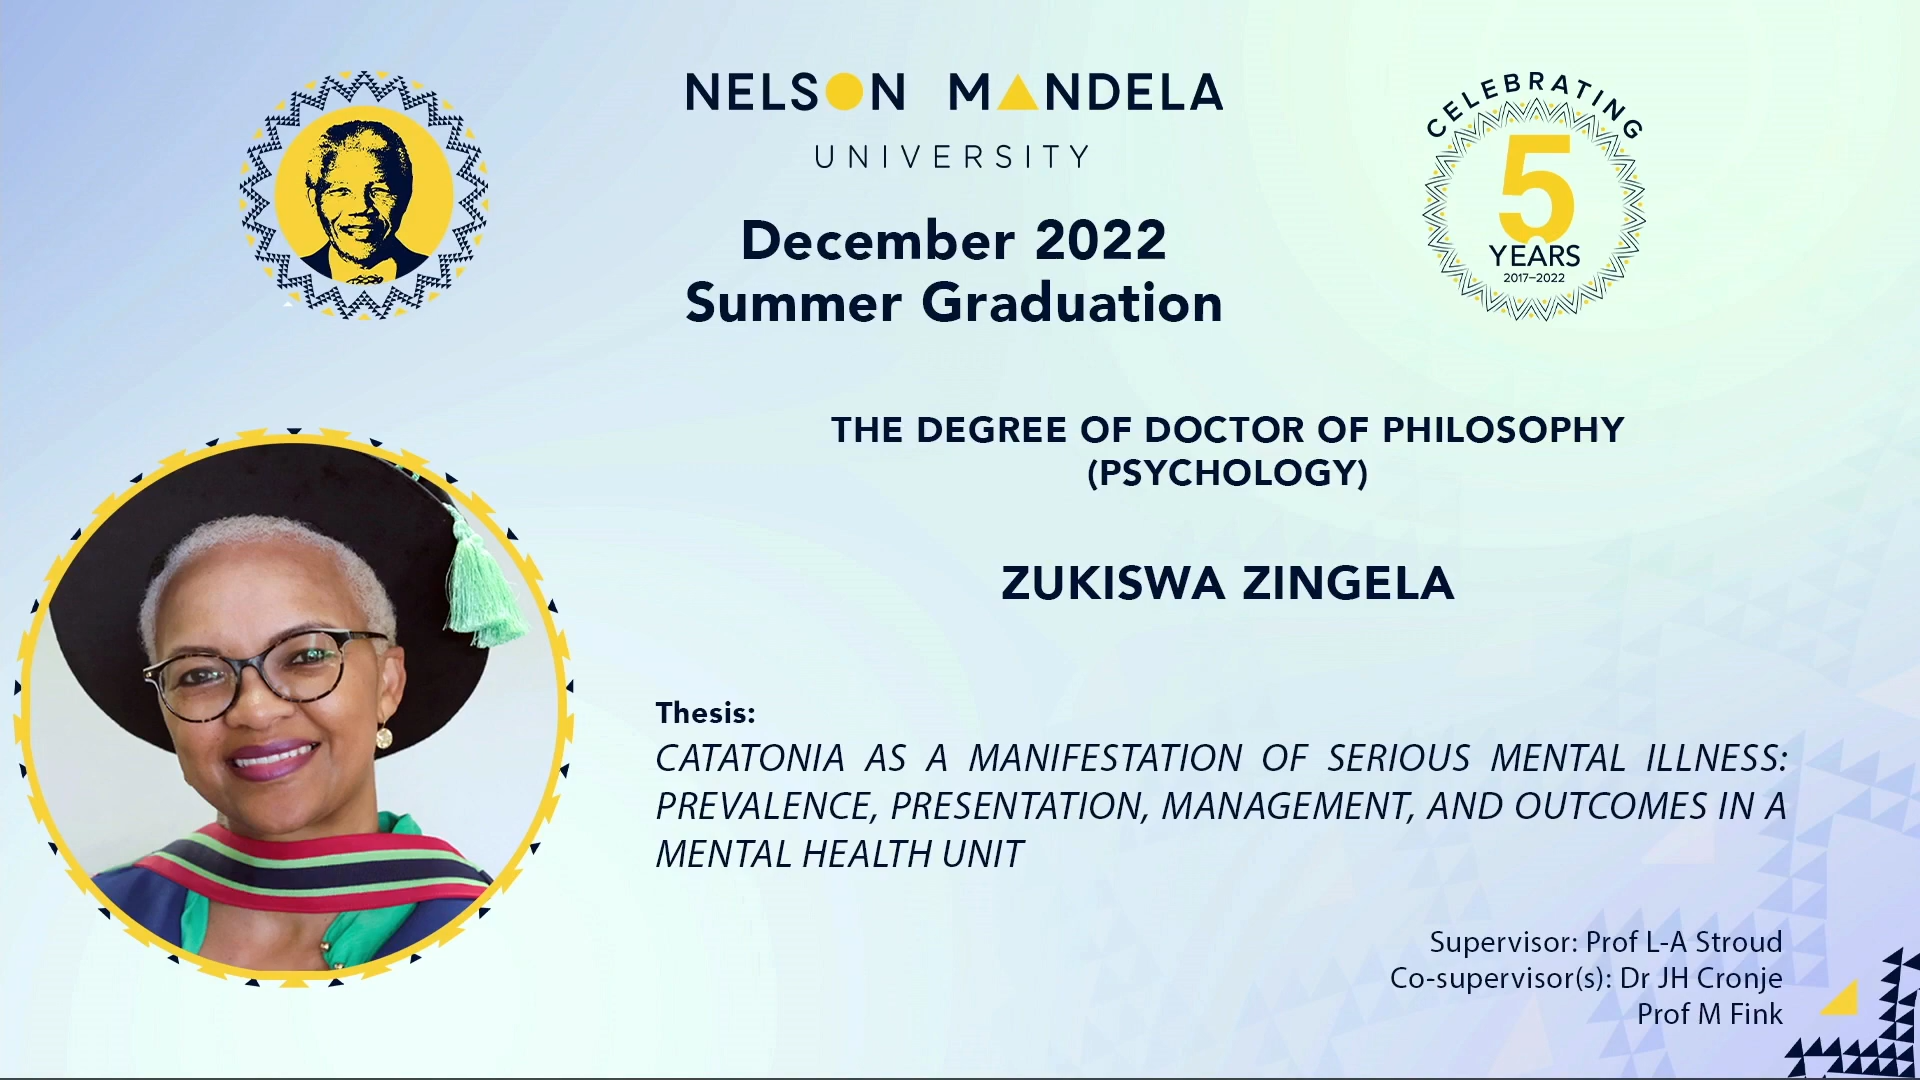 NELSON MANDELA
UNIVERSITY
CELEBRATING
5
YEARS
2017–2022
December 2022
Summer Graduation
THE DEGREE OF DOCTOR OF PHILOSOPHY
(PSYCHOLOGY)
ZUKISWA ZINGELA
Thesis:
CATATONIA AS A MANIFESTATION OF SERIOUS MENTAL ILLNESS:
PREVALENCE, PRESENTATION, MANAGEMENT, AND OUTCOMES IN A
MENTAL HEALTH UNIT
Supervisor: Prof L-A Stroud
Co-supervisor(s): Dr JH Cronje
Prof M Fink